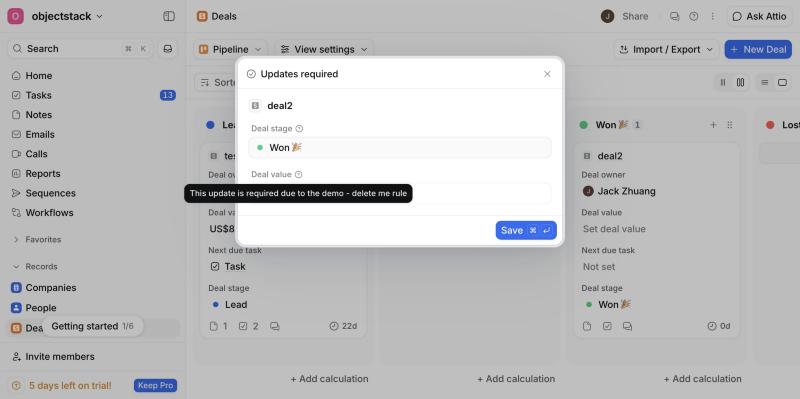 O
objectstack
Deals
J
Share
Ask Attio
Search
⌘ K
Pipeline
View settings
Import / Export
+ New Deal
Home
Tasks
13
Notes
Emails
Calls
Reports
Sequences
Workflows
Favorites
Records
Companies
People
Getting started 1/6
Invite members
5 days left on trial!
Keep Pro
Updates required
deal2
Deal stage
Won🎉
Deal value
This update is required due to the demo - delete me rule
Save ⌘
US$8
Next due task
Task
Deal stage
Lead
1
2
22d
Won🎉 1
deal2
Deal owner
J
Jack Zhuang
Deal value
Set deal value
Next due task
Not set
Deal stage
Won🎉
0d
Lost
+ Add calculation
+ Add calculation
+ Add calculation